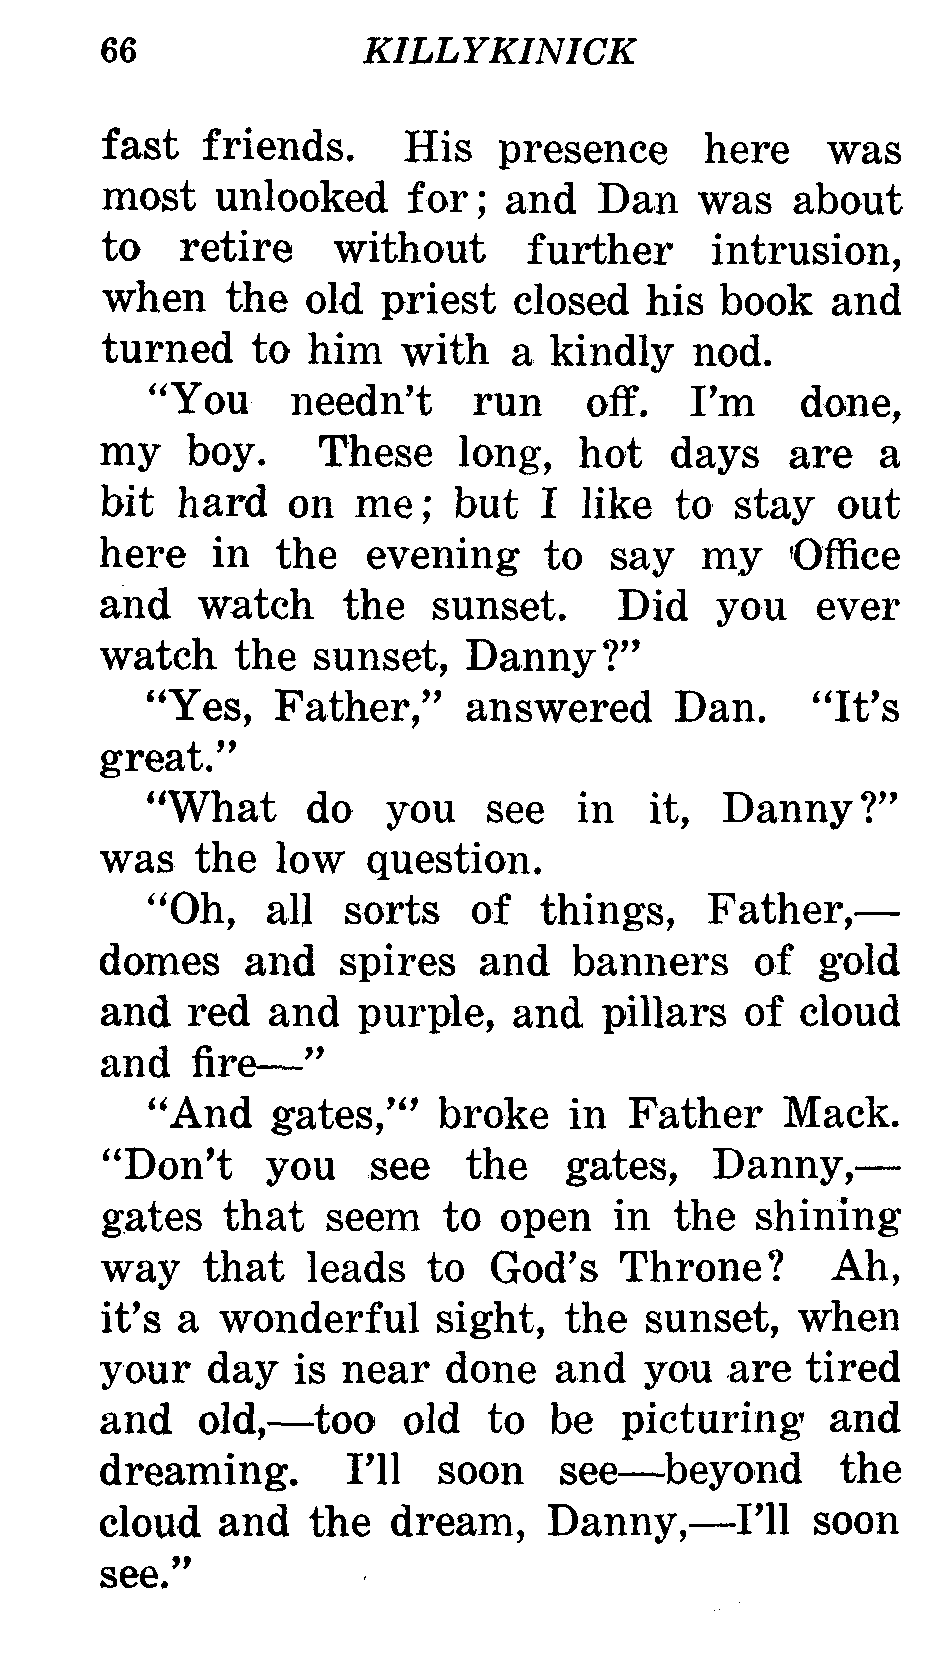 66 KILLYKINICK
fast friends. His presence here was
most unlooked for; and Dan was about
to retire without further intrusion,
when the old priest closed his book and
turned to him with a kindly nod.
"You needn't run off. I'm done,
my boy. These long, hot days are a
bit hard on me; but I like to stay out
here in the evening to say my Office
and watch the sunset. Did you ever
watch the sunset, Danny?"
"Yes, Father," answered Dan. "It's
great."
"What do you see in it, Danny?"
was the low question.
"Oh, all sorts of things, Father,—
domes and spires and banners of gold
and red and purple, and pillars of cloud
and fire—"
"And gates,'"' broke in Father Mack.
"Don't you see the gates, Danny,—
gates that seem to open in the shining
way that leads to God's Throne? Ah,
it's a wonderful sight, the sunset, when
your day is near done and you are tired
and old,—too old to be picturing and
dreaming. I'll soon see—beyond the
cloud and the dream, Danny,—I'll soon
see."